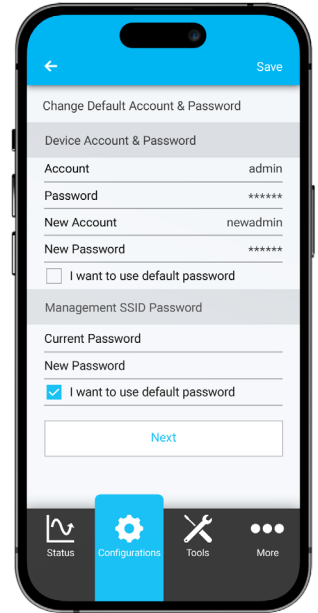 Save
Change Default Account & Password
Device Account & Password
Account admin
Password ******
New Account newadmin
New Password ******
I want to use default password
Management SSID Password
Current Password
New Password
I want to use default password
Next
Status Configurations Tools More